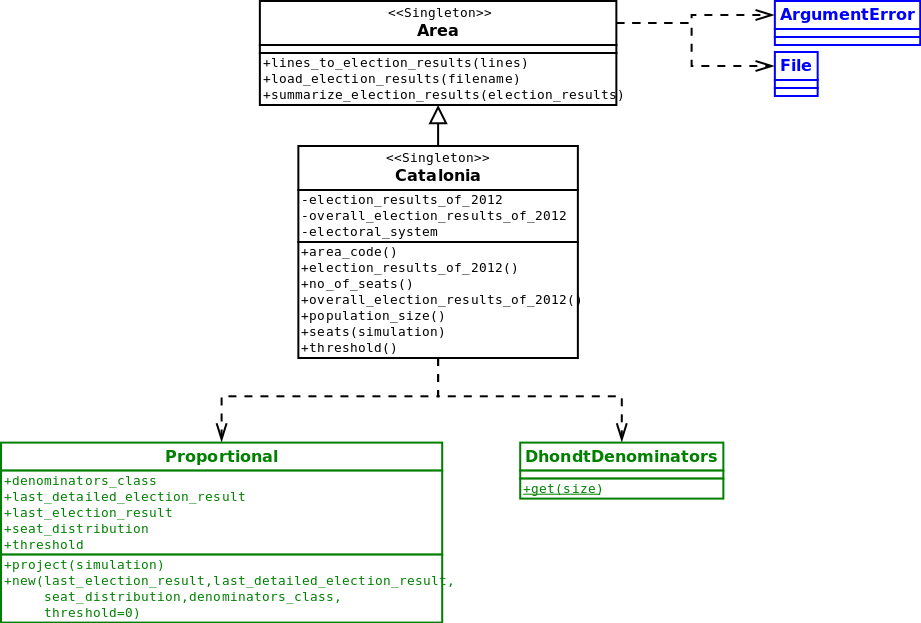 <<Singleton>>
Area
+lines_to_election_results(lines)
+load_election_results(filename)
+summarize_election_results(election_results)
ArgumentError
File
<<Singleton>>
Catalonia
-election_results_of_2012
-overall_election_results_of_2012
-electoral_system
+area_code()
+election_results_of_2012()
+no_of_seats()
+overall_election_results_of_2012()
+population_size()
+seats(simulation)
+threshold()
Proportional
+denominators_class
+last_detailed_election_result
+last_election_result
+seat_distribution
+threshold
+project(simulation)
+new(last_election_result,last_detailed_election_result,
seat_distribution,denominators_class,
threshold=0)
DhondtDenominators
+get(size)